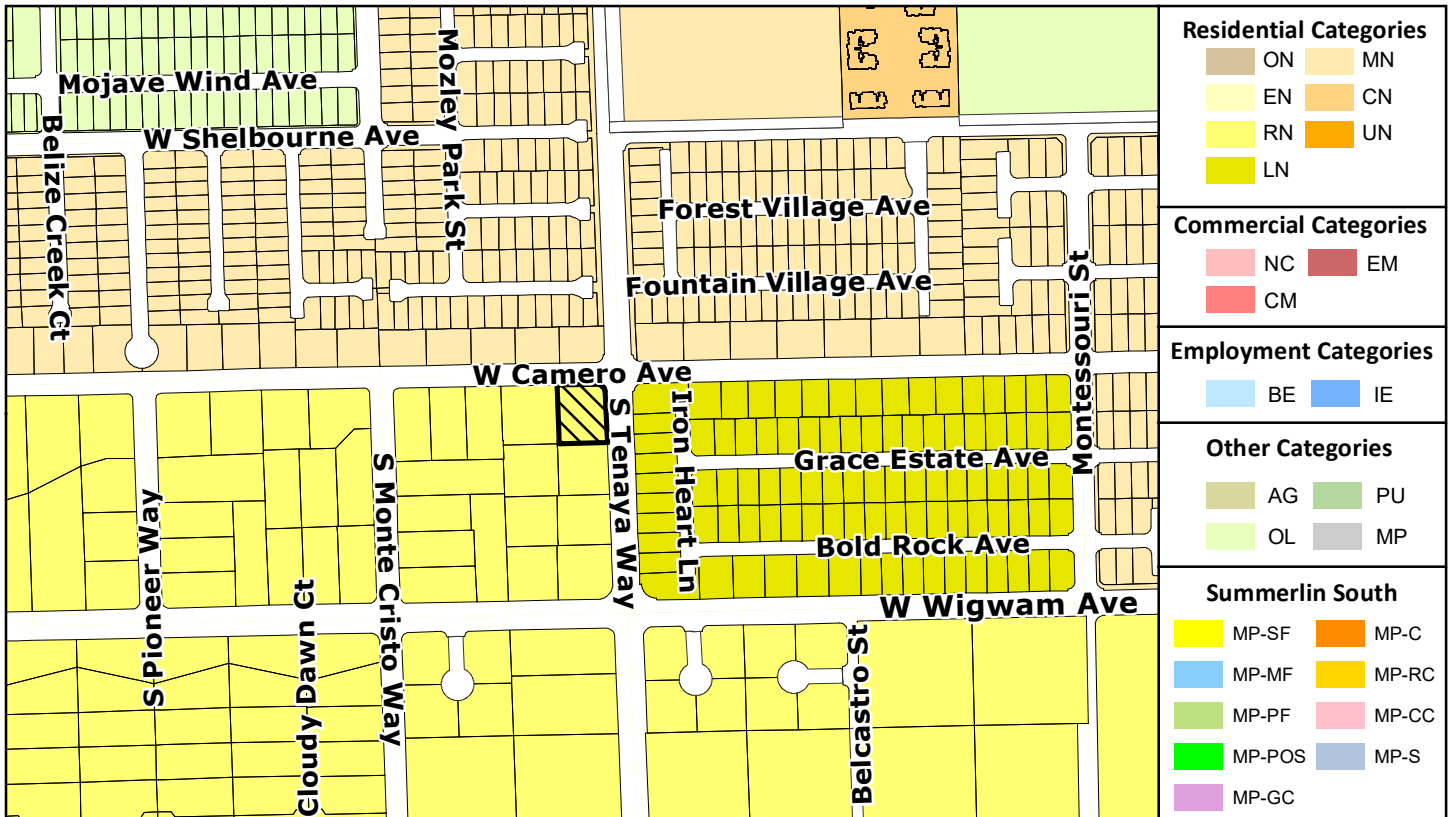 Mojave Wind Ave
Mozley Park St
W Shelbourne Ave
Belize Creek Ct
Forest Village Ave
Fountain Village Ave
Montessouri St
W Camero Ave
S Tenaya Way
Iron Heart Ln
Grace Estate Ave
Bold Rock Ave
S Pioneer Way
S Monte Cristo Way
Cloudy Dawn Ct
W Wigwam Ave
Belcastro St
Residential Categories
ON MN
EN CN
RN UN
LN
Commercial Categories
NC EM
CM
Employment Categories
BE IE
Other Categories
AG PU
OL MP
Summerlin South
MP-SF MP-C
MP-MF MP-RC
MP-PF MP-CC
MP-POS MP-S
MP-GC